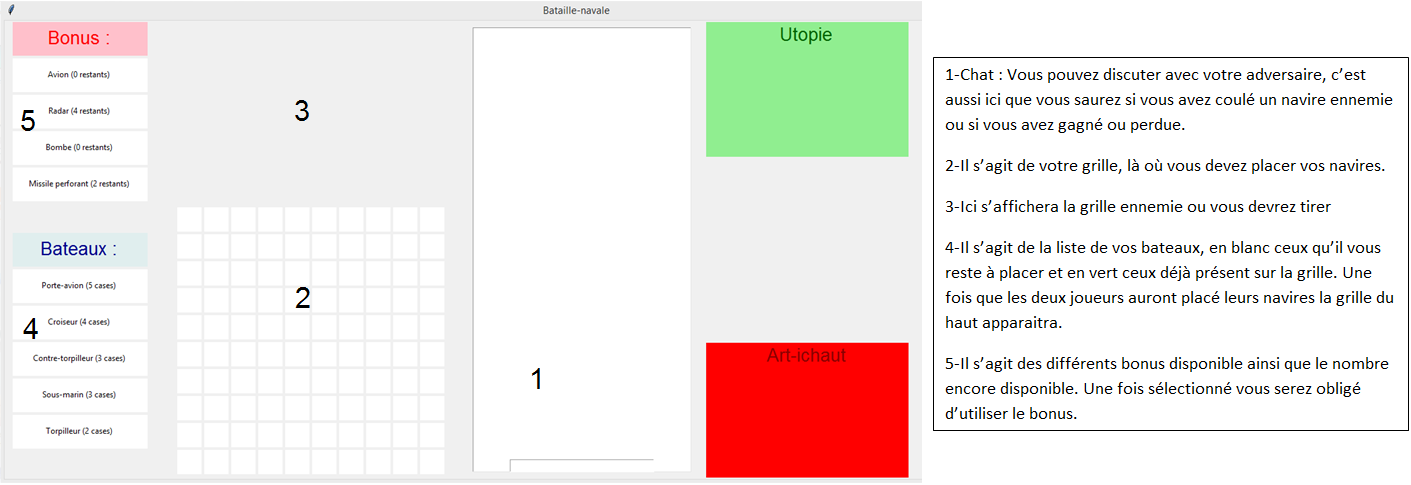 Bataille-navale
Bonus :
Avion (0 restants)
5
Radar (4 restants)
Bombe (0 restants)
Missile perforant (2 restants)
Bateaux :
Porte-avion (5 cases)
4
Croiseur (4 cases)
Contre-torpilleur (3 cases)
Sous-marin (3 cases)
Torpilleur (2 cases)
3
2
1
Utopie
Art-ichaut
1-Chat : Vous pouvez discuter avec votre adversaire, c’est
aussi ici que vous saurez si vous avez coulé un navire ennemie
ou si vous avez gagné ou perdue.
2-Il s’agit de votre grille, là où vous devez placer vos navires.
3-Ici s’affichera la grille ennemie ou vous devrez tirer
4-Il s’agit de la liste de vos bateaux, en blanc ceux qu’il vous
reste à placer et en vert ceux déjà présent sur la grille. Une
fois que les deux joueurs auront placé leurs navires la grille du
haut apparaitra.
5-Il s’agit des différents bonus disponible ainsi que le nombre
encore disponible. Une fois sélectionné vous serez obligé
d’utiliser le bonus.